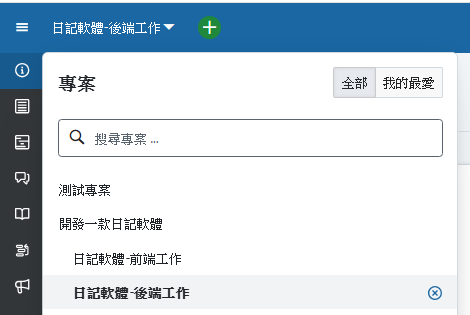 日記軟體-後端工作
專案
全部 我的最愛
搜尋專案 ...
測試專案
開發一款日記軟體
日記軟體-前端工作
日記軟體-後端工作